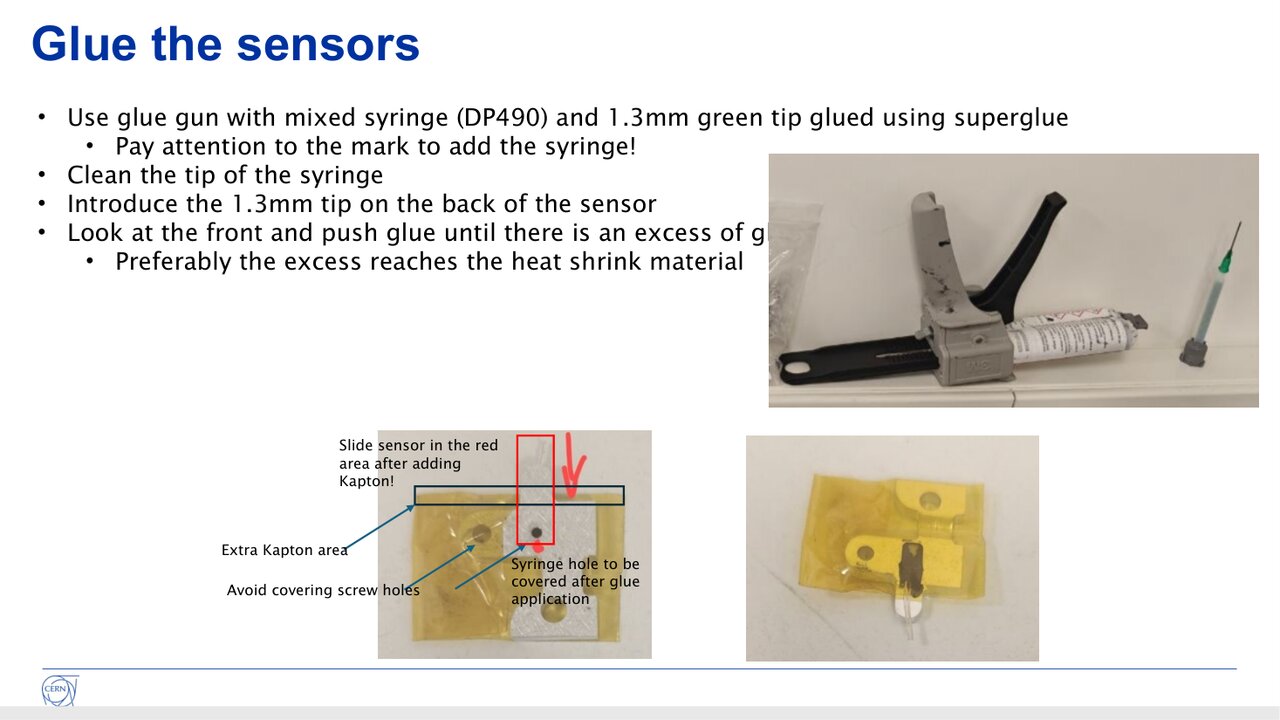 Glue the sensors
• Use glue gun with mixed syringe (DP490) and 1.3mm green tip glued using superglue
• Pay attention to the mark to add the syringe!
• Clean the tip of the syringe
• Introduce the 1.3mm tip on the back of the sensor
• Look at the front and push glue until there is an excess of gl
• Preferably the excess reaches the heat shrink material
Slide sensor in the red
area after adding
Kapton!
Extra Kapton area
Avoid covering screw holes
Syringe hole to be
covered after glue
application
CERN